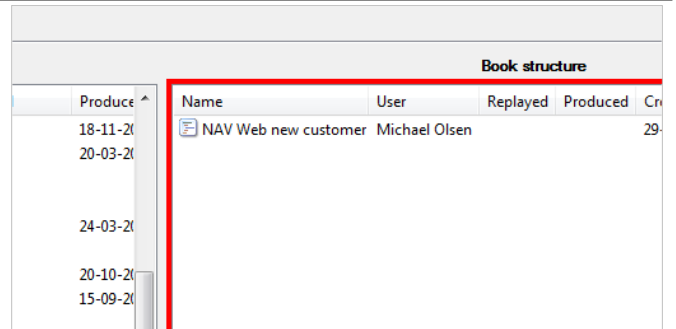 Book structure
Produce
Name User Replayed Produced Cr
18-11-20
NAV Web new customer Michael Olsen 29-
20-03-20
24-03-20
20-10-20
15-09-20